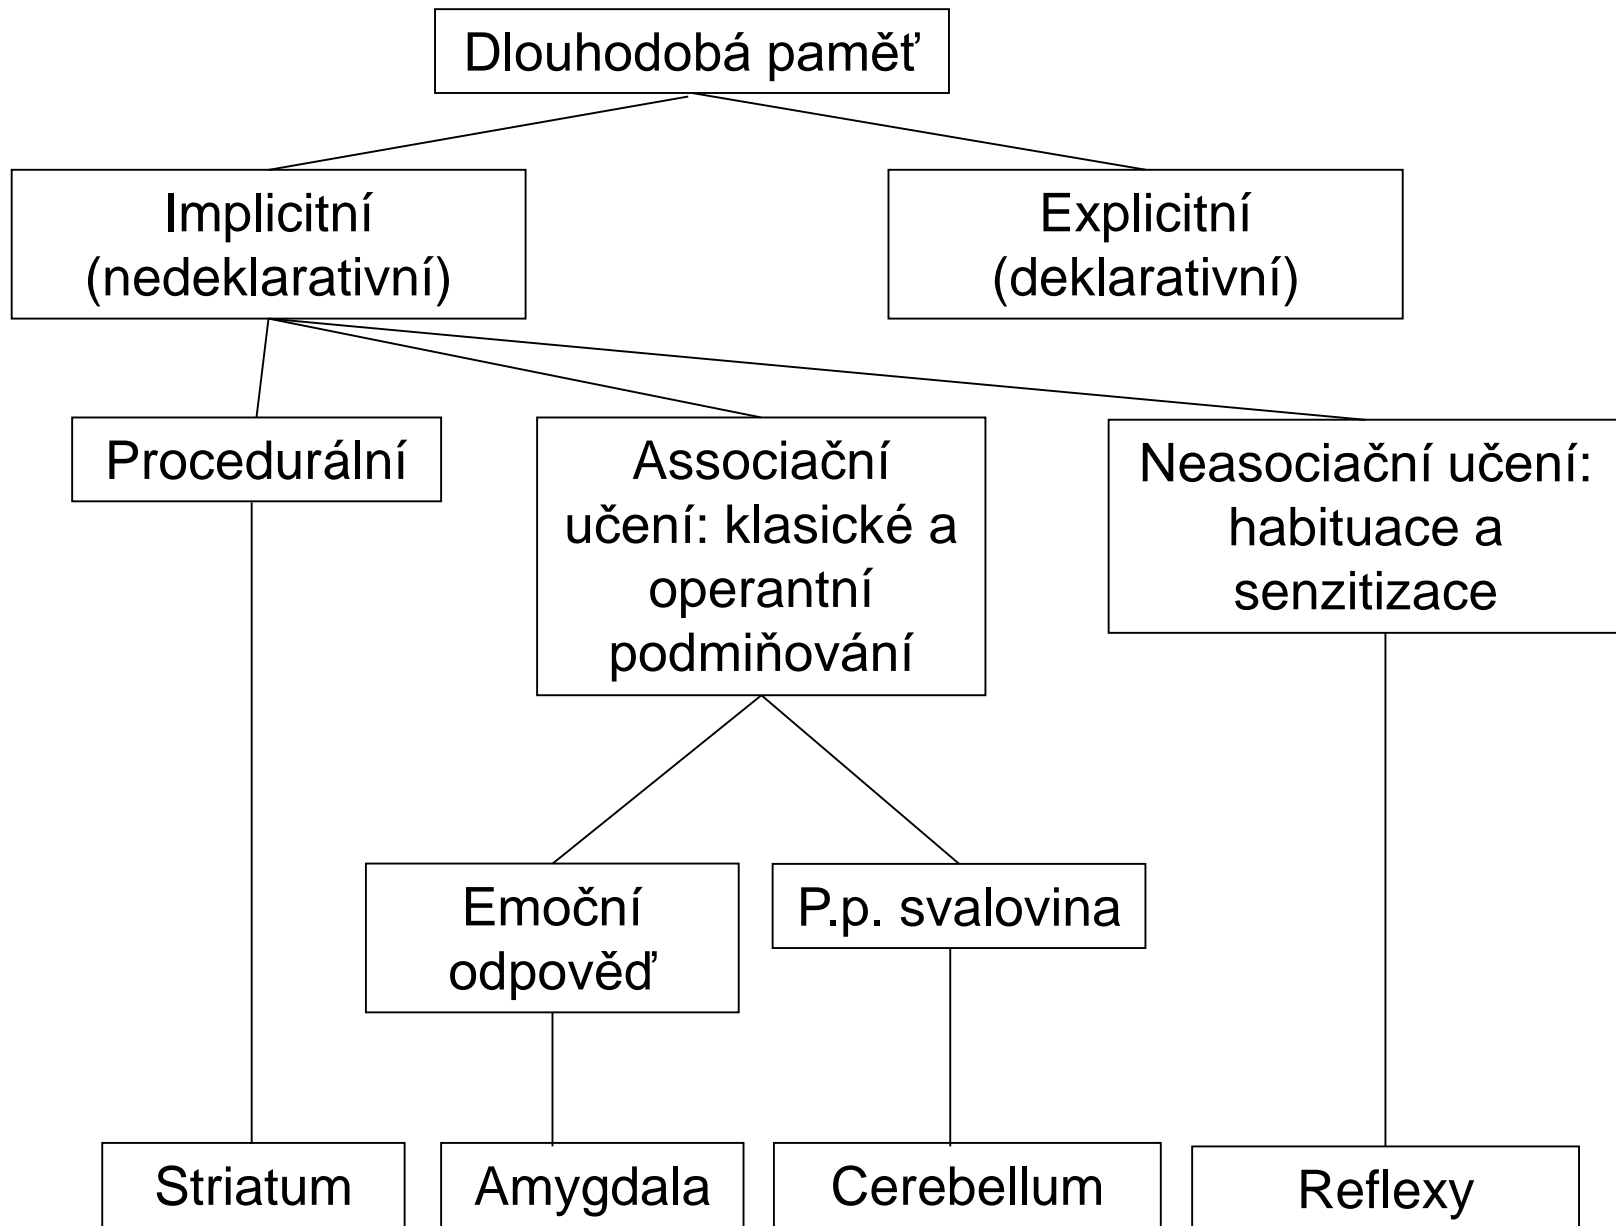 Dlouhodobá paměť
Implicitní
(nedeklarativní)
Explicitní
(deklarativní)
Procedurální
Associační
učení: klasické a
operantní
podmiňování
Neasociační učení:
habituace a
senzitizace
Emoční
odpověď
P.p. svalovina
Striatum
Amygdala
Cerebellum
Reflexy